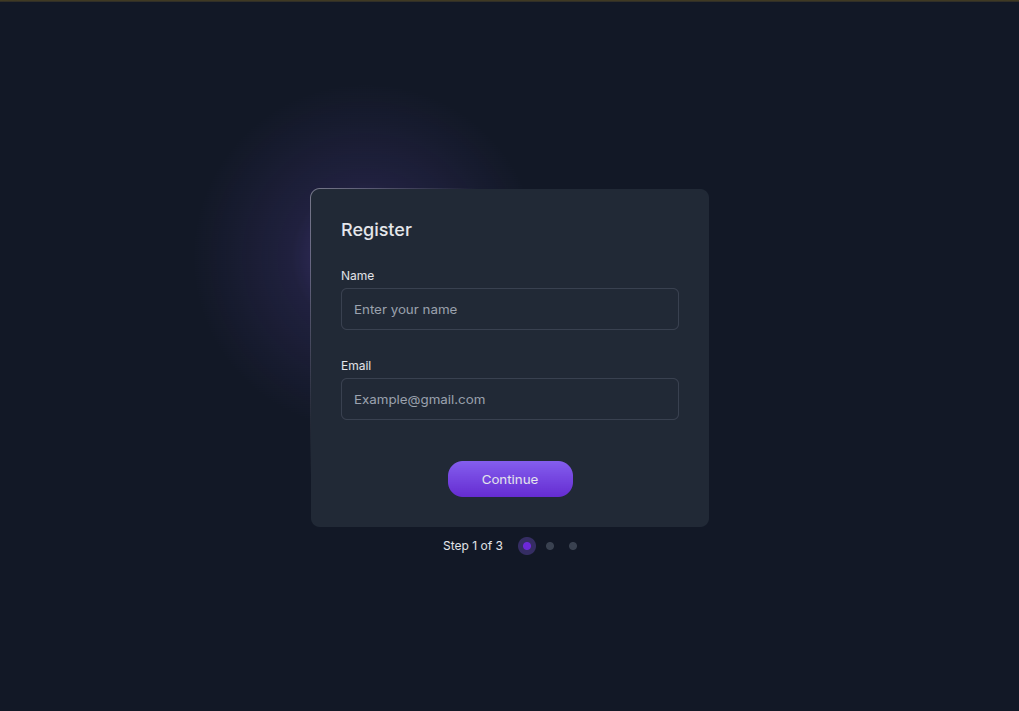 Register
Name
Enter your name
Email
Example@gmail.com
Continue
Step 1 of 3